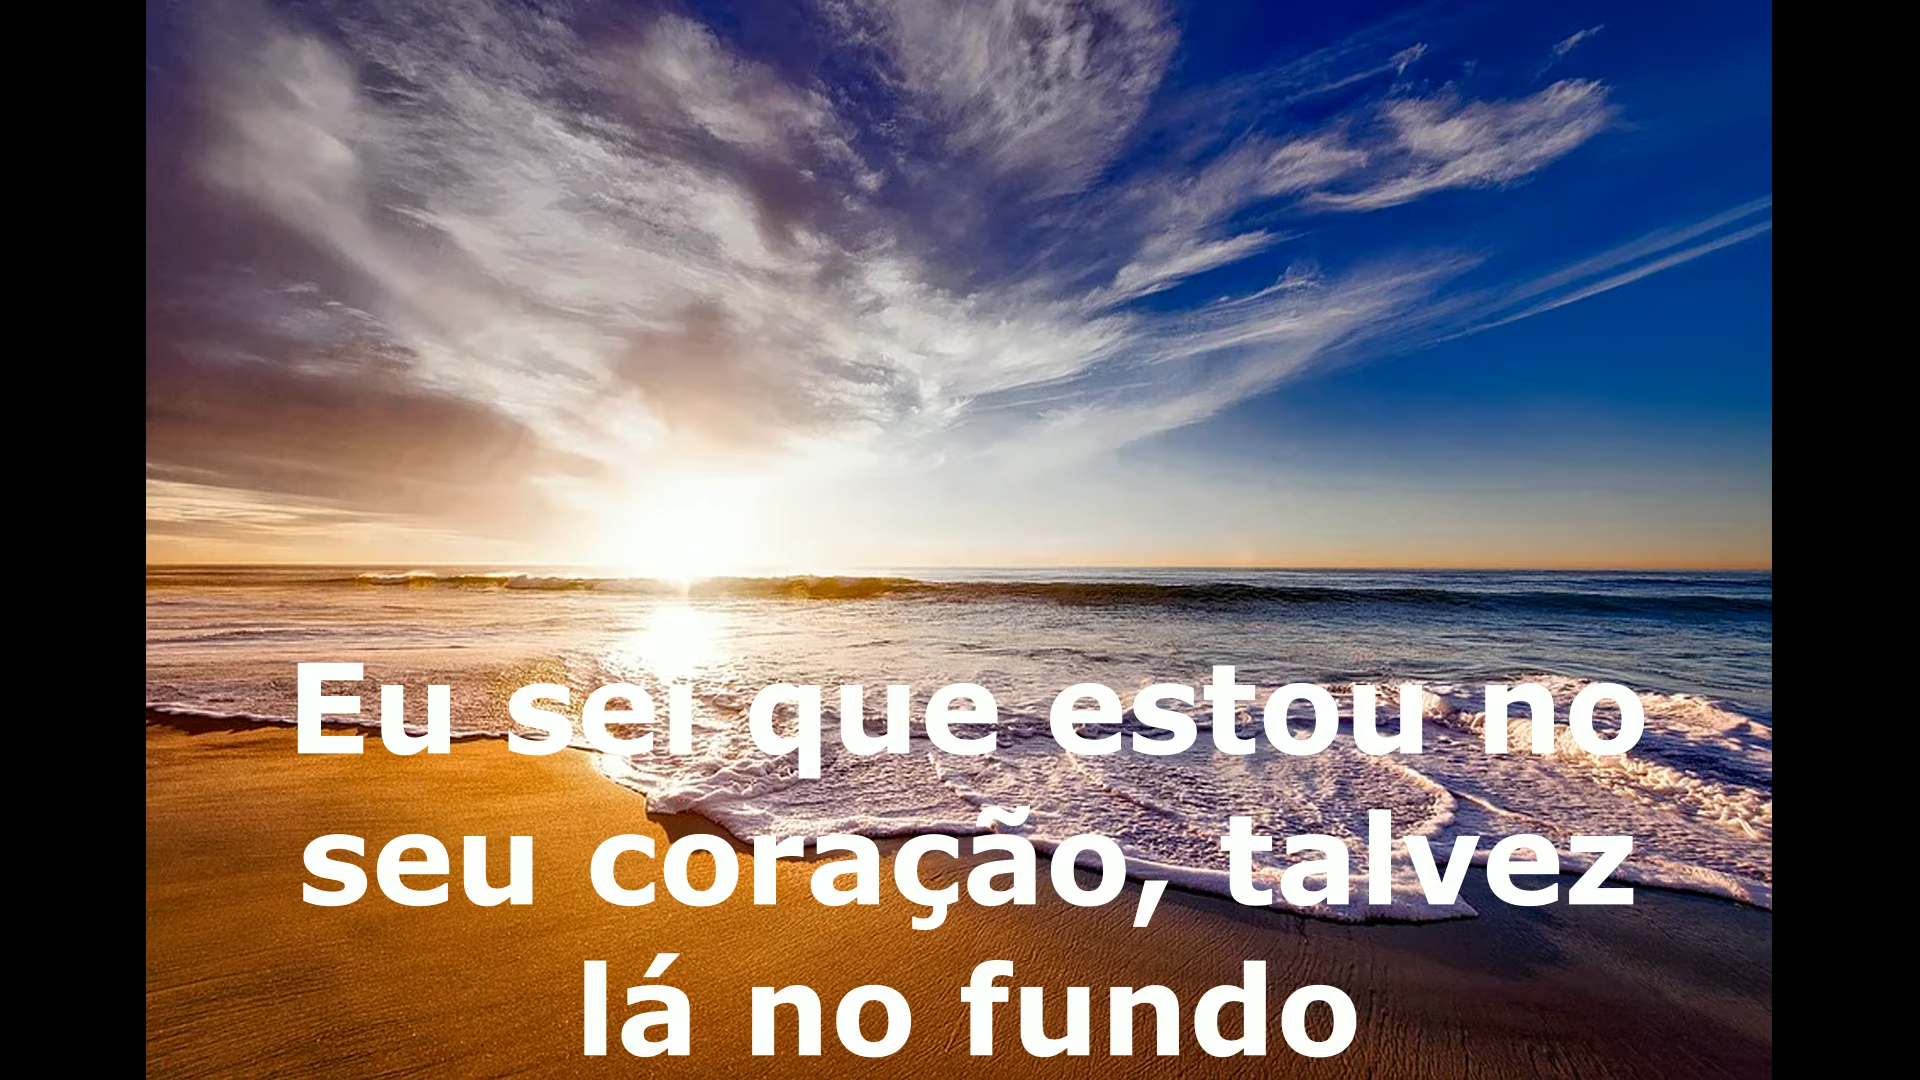 Eu sei que estou no
seu coração, talvez
lá no fundo